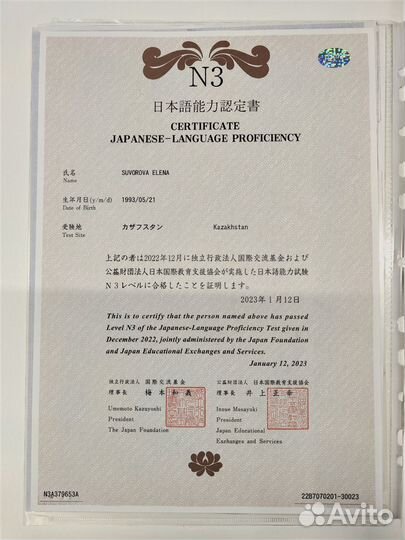 N3
日本語能力認定書
CERTIFICATE
JAPANESE-LANGUAGE PROFICIENCY
氏名 SUVOROVA ELENA
Name
生年月日(y/m/d) 1993/05/21
Date of Birth
受験地 カザフスタン Kazakhstan
Test Site
上記の者は2022年12月に独立行政法人国際交流基金および
公益財団法人日本国際教育支援協会が実施した日本語能力試験
N3レベルに合格したことを証明します。
2023年1月12日
This is to certify that the person named above has passed
Level N3 of the Japanese-Language Proficiency Test given in
December 2022, jointly administered by the Japan Foundation
and Japan Educational Exchanges and Services.
January 12, 2023
独立行政法人 国際交流基金 公益財団法人 日本国際教育支援協会
理事長 梅本和義 理事長 井上正幸
Umemoto Kazuyoshi Inoue Masayuki
President President
The Japan Foundation Japan Educational
Exchanges and Services
N3A379653A 22B7070201-30023
Avito